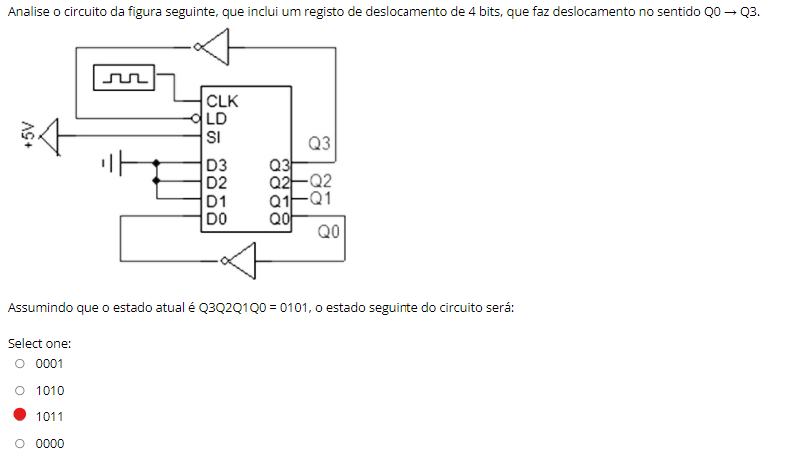 Analise o circuito da figura seguinte, que inclui um registo de deslocamento de 4 bits, que faz deslocamento no sentido Q0 → Q3.
+5V
CLK
LD
SI
Q3
D3 Q3
D2 Q2 Q2
D1 Q1 Q1
D0 Q0
Q0
Assumindo que o estado atual é Q3Q2Q1Q0 = 0101, o estado seguinte do circuito será:
Select one:
0001
1010
1011
0000